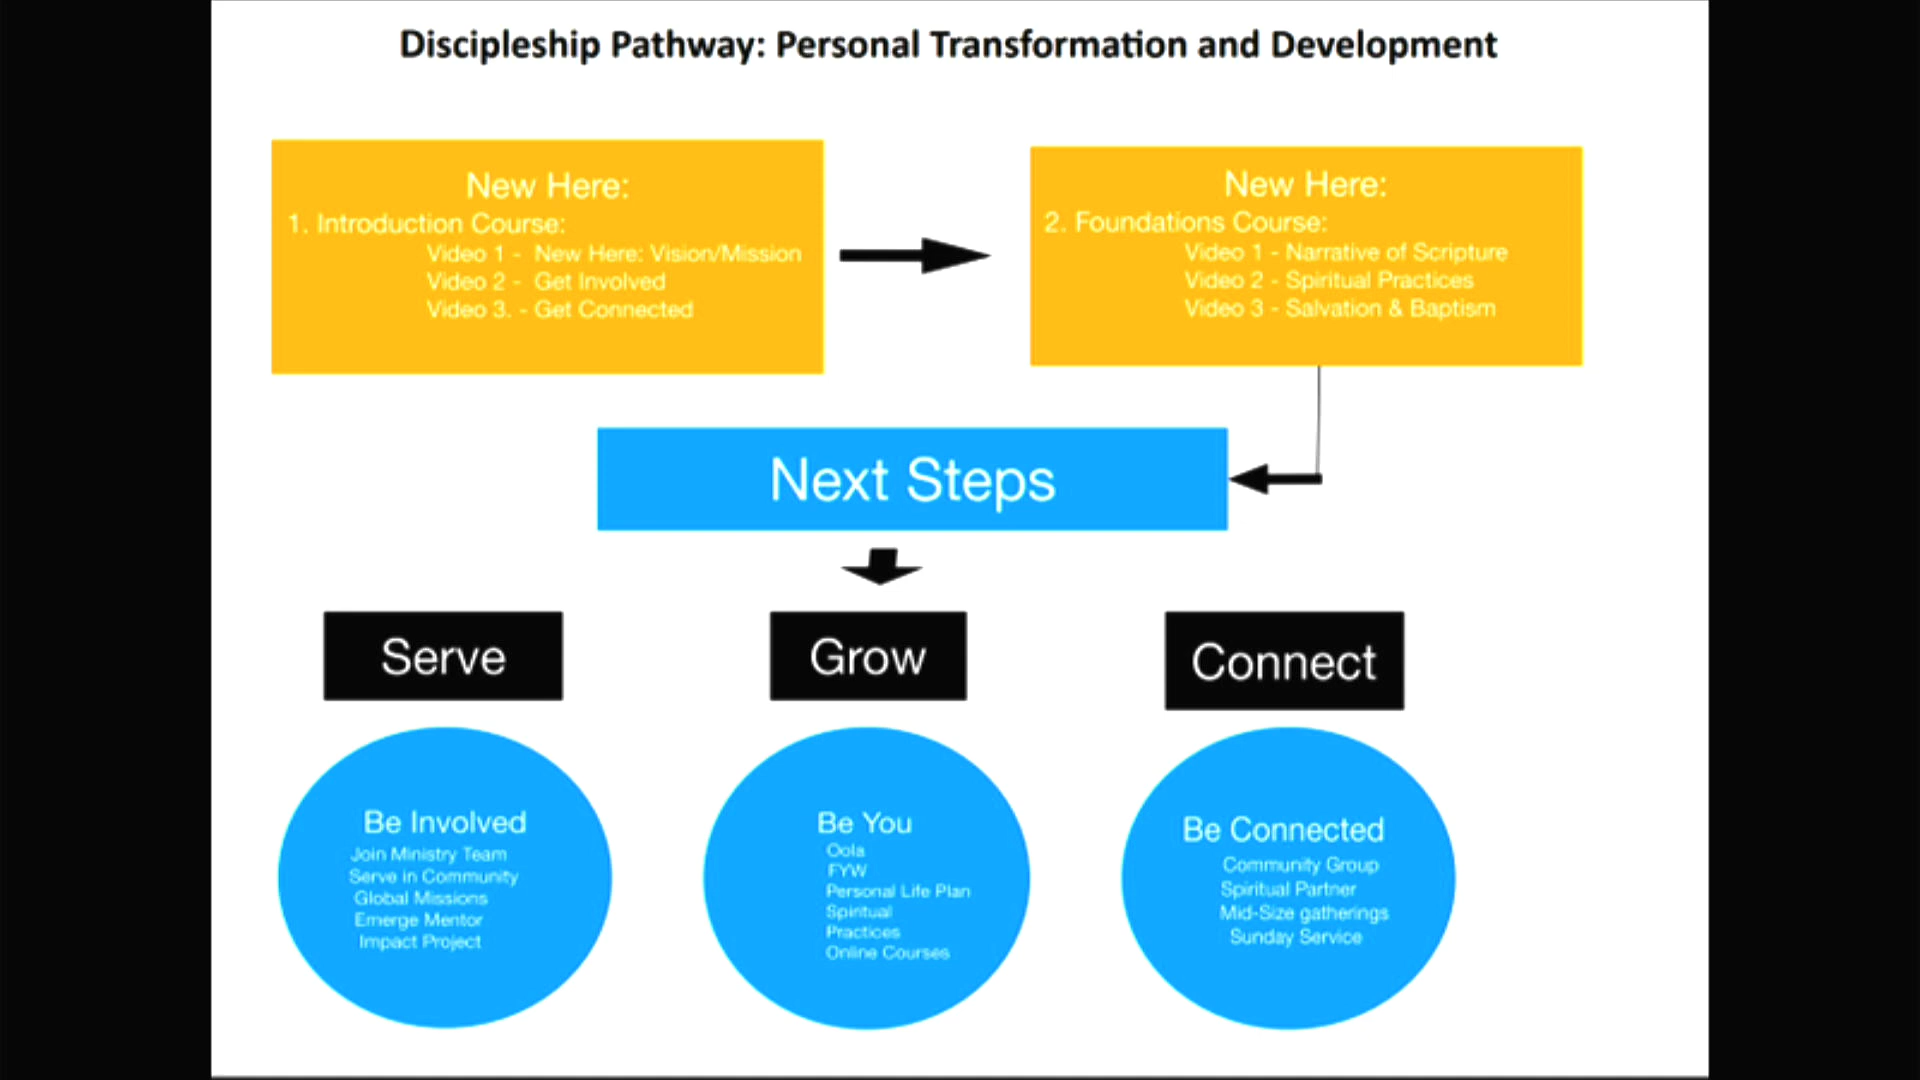 Discipleship Pathway: Personal Transformation and Development
New Here:
1. Introduction Course:
Video 1 - New Here: Vision/Mission
Video 2 - Get Involved
Video 3. - Get Connected
New Here:
2. Foundations Course:
Video 1 - Narrative of Scripture
Video 2 - Spiritual Practices
Video 3 - Salvation & Baptism
Next Steps
Serve
Grow
Connect
Be Involved
Join Ministry Team
Serve in Community
Global Missions
Emerge Mentor
Impact Project
Be You
Oola
FYW
Personal Life Plan
Spiritual
Practices
Online Courses
Be Connected
Community Group
Spiritual Partner
Mid-Size gatherings
Sunday Service